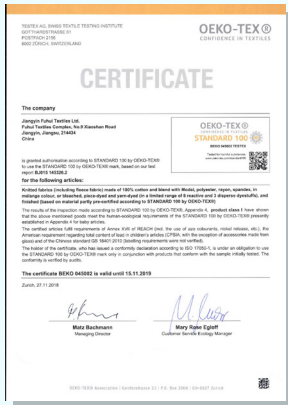 TESTEX AG, SWISS TEXTILE TESTING INSTITUTE
GOTTHARDSTRASSE 61
POSTFACH 2156
8002 ZÜRICH, SWITZERLAND
OEKO-TEX®
CONFIDENCE IN TEXTILES
CERTIFICATE
The company
Jiangyin Fuhui Textiles Ltd.
Fuhui Textiles Complex, No.9 Xiaoshan Road
Jiangyin, Jiangsu, 214434
China
OEKO-TEX®
CONFIDENCE IN TEXTILES
STANDARD 100
is granted authorisation according to STANDARD 100 by OEKO-TEX®
to use the STANDARD 100 by OEKO-TEX® mark, based on our test
report
for the following articles:
Knitted fabrics (including fleece fabric) made of 100% cotton and blend with Modal, polyester, rayon, spandex, in
melange colour, or bleached, piece-dyed and yarn-dyed (in a limited range of 8 reactive and 3 disperse dyestuffs), and
finished (based on material partly pre-certified according to STANDARD 100 by OEKO-TEX®)
The results of the inspection made according to STANDARD 100 by OEKO-TEX®, Appendix 4, product class I have shown
that the above mentioned goods meet the human-ecological requirements of the STANDARD 100 by OEKO-TEX® presently
established in Appendix 4 for baby articles.
The certified articles fulfil requirements of Annex XVII of REACH (incl. the use of azo colourants, nickel release, etc.), the
American requirement regarding total content of lead in children's articles (CPSIA, with the exception of accessories made from
glass) and of the Chinese standard GB 18401:2010 (labelling requirements were not verified).
The holder of the certificate, who has issued a conformity declaration according to ISO 17050-1, is under an obligation to use
the STANDARD 100 by OEKO-TEX® mark only in conjunction with products that conform with the sample initially tested. The
conformity is verified by audits.
The certificate BEKO 045002 is valid until 15.11.2019
Zurich, 27.11.2018
Matz Bachmann
Managing Director
Mary Rose Egloff
Customer Service Ecology Manager